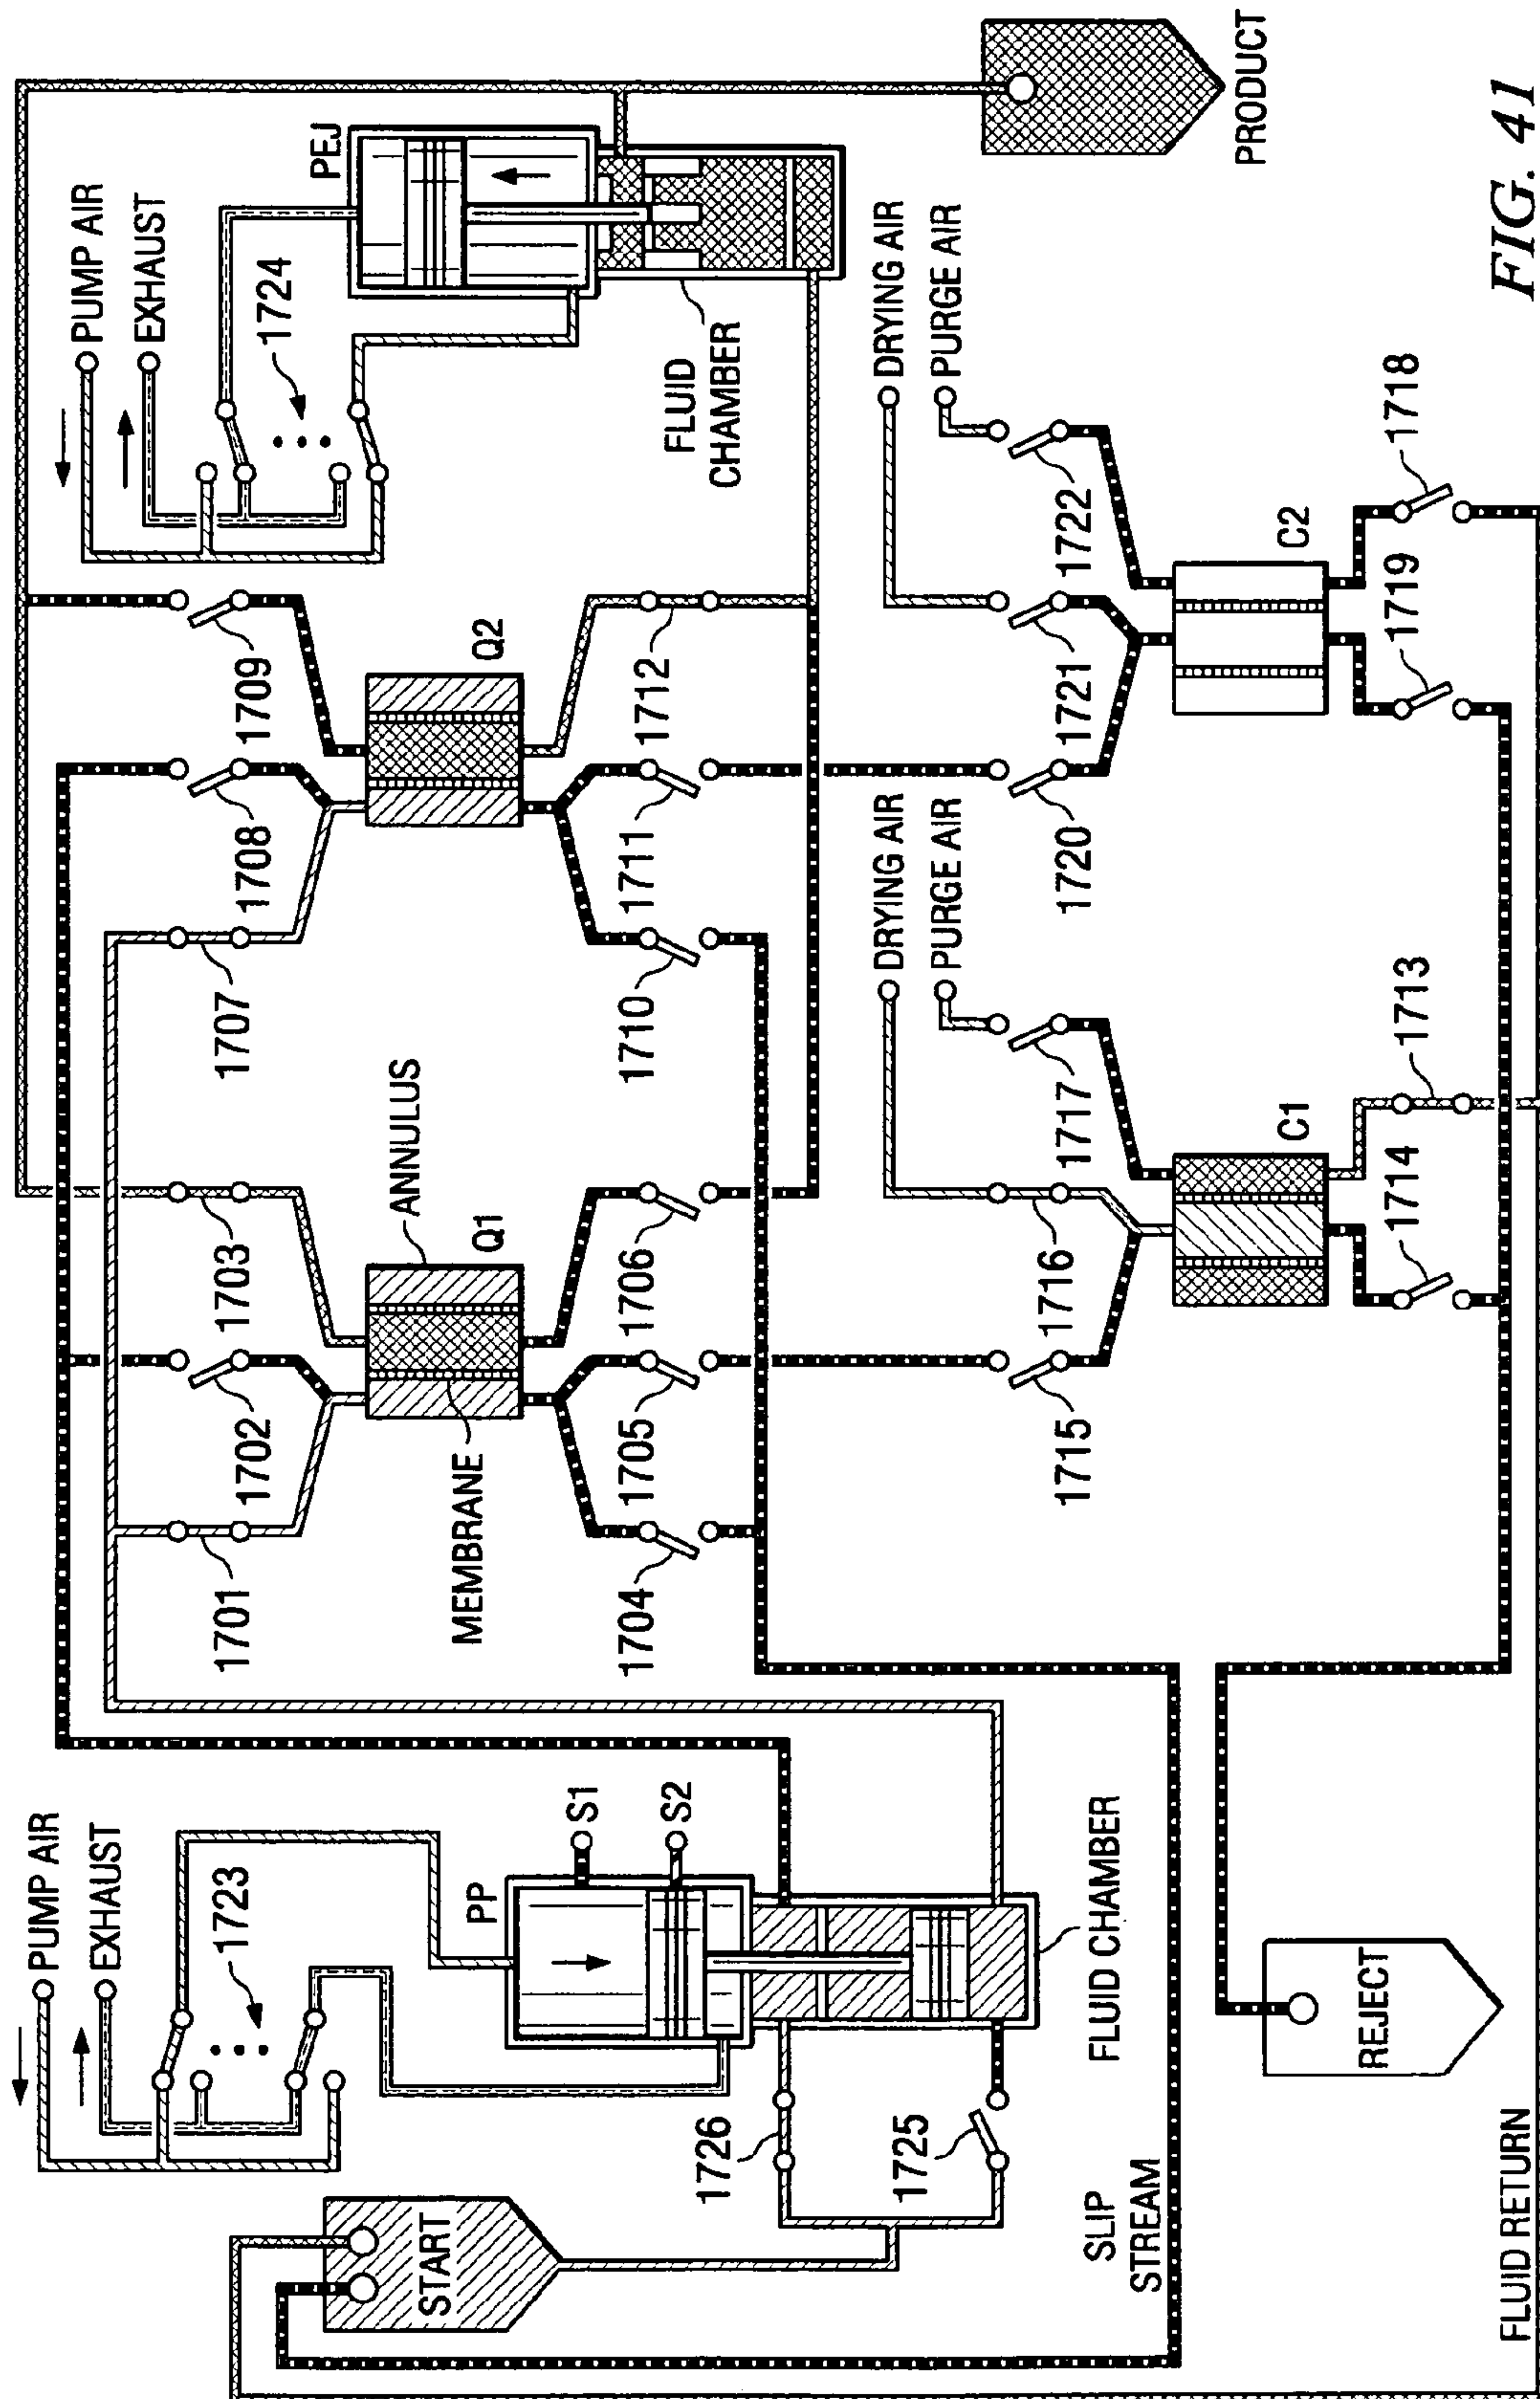 PUMP AIR
EXHAUST
1723
START
PP
S1
S2
1726
1725
FLUID CHAMBER
SLIP
STREAM
REJECT
FLUID RETURN
1701
1702
1703
MEMBRANE
ANNULUS
Q1
1704
1705
1706
1707
1708
1709
Q2
1710
1711
1712
PUMP AIR
EXHAUST
1724
PEJ
FLUID
CHAMBER
PRODUCT
DRYING AIR
PURGE AIR
1715
1716
1717
C1
1714
1713
DRYING AIR
PURGE AIR
1720
1721
1722
C2
1719
1718
FIG. 41